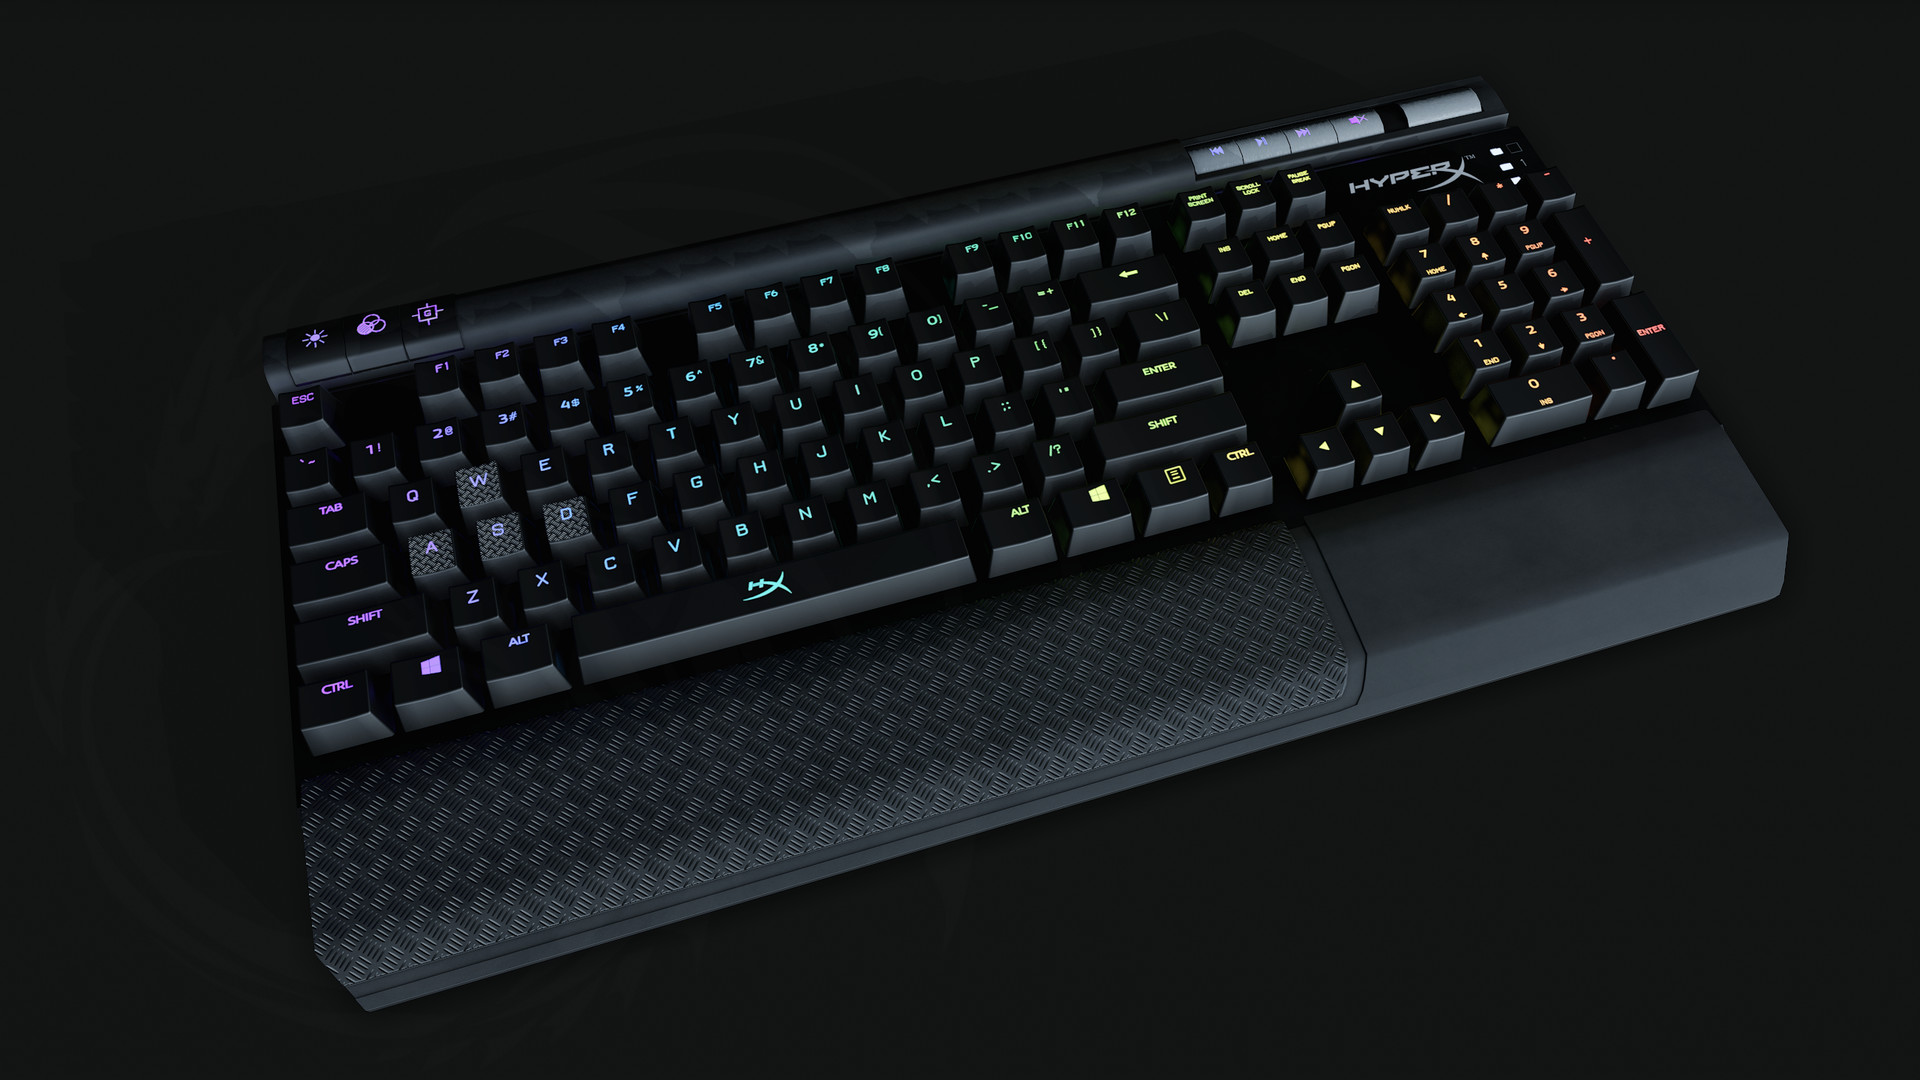 G
HYPERX™
1
ESC
F1 F2 F3 F4 F5 F6 F7 F8 F9 F10 F11 F12
PRINT SCREEN
SCROLL LOCK
PAUSE BREAK
`~ 1! 2@ 3# 4$ 5% 6^ 7& 8* 9( 0) -_ =+
INS HOME PGUP
NUMLK / * -
TAB Q W E R T Y U I O P [{ ]} \|
DEL END PGDN
7 HOME 8 9 PGUP +
CAPS A S D F G H J K L ;: '" ENTER
4 5 6
SHIFT Z X C V B N M ,< .> /? SHIFT
1 END 2 3 PGDN ENTER
CTRL ALT HX ALT CTRL
0 INS .